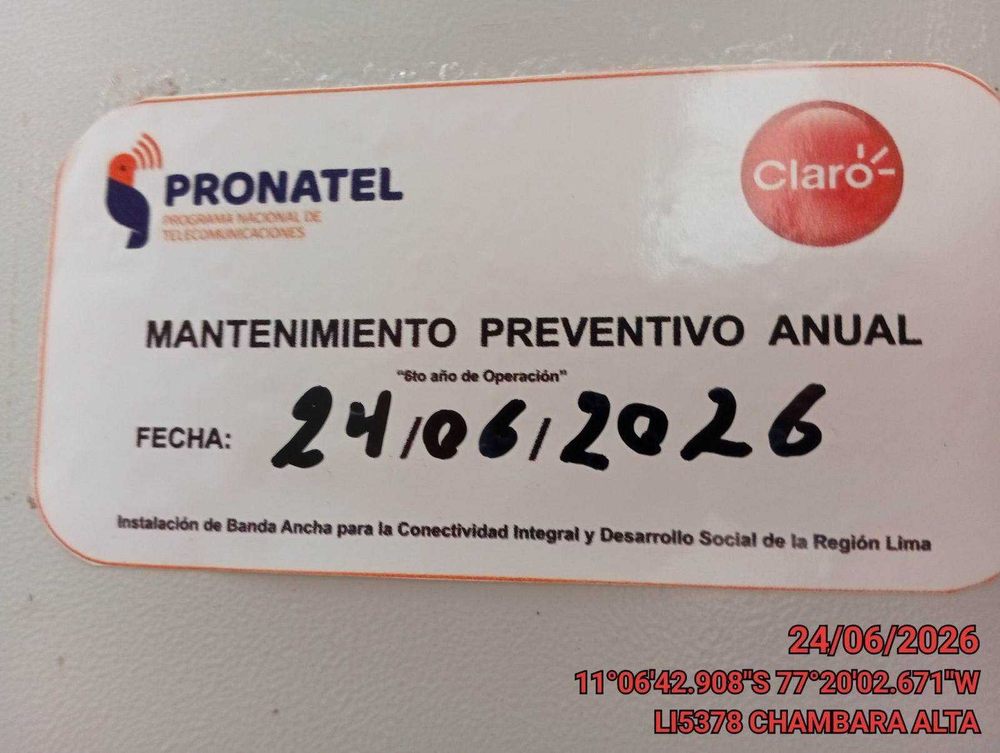 PRONATEL
PROGRAMA NACIONAL DE
TELECOMUNICACIONES
Claro
MANTENIMIENTO PREVENTIVO ANUAL
"6to año de Operación"
FECHA: 24/06/2026
Instalación de Banda Ancha para la Conectividad Integral y Desarrollo Social de la Región Lima
24/06/2026
11°06'42.908"S 77°20'02.671"W
LI5378 CHAMBARA ALTA